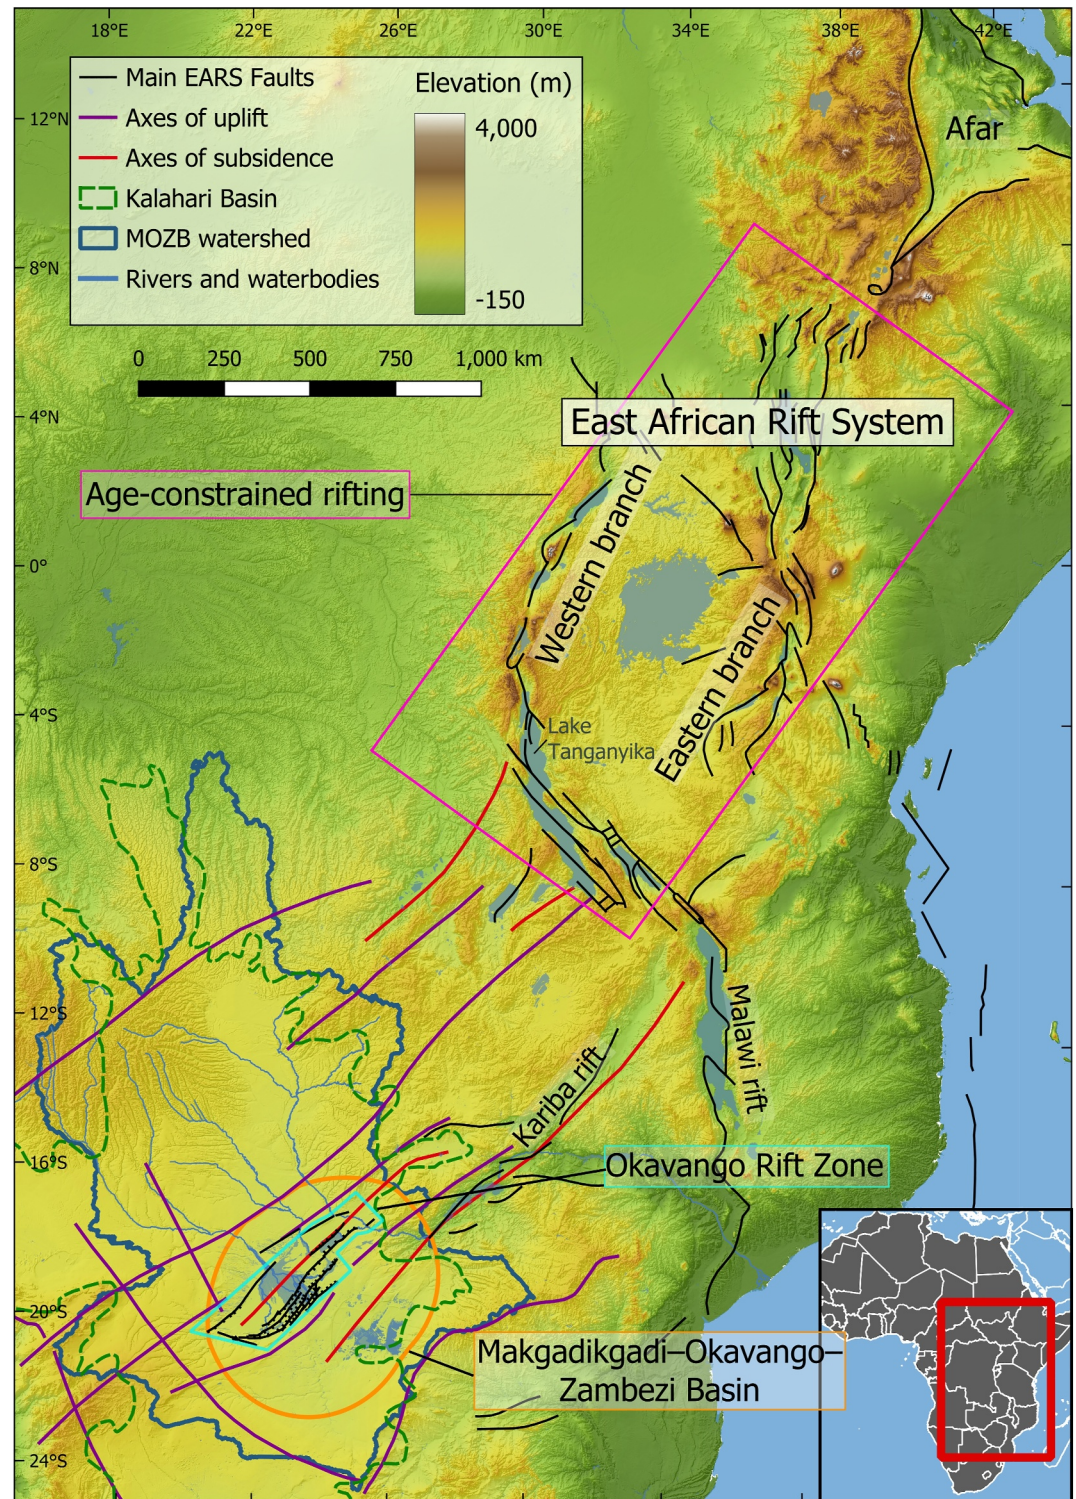 18°E
22°E
26°E
30°E
34°E
38°E
42°E
Main EARS Faults
Axes of uplift
Axes of subsidence
Kalahari Basin
MOZB watershed
Rivers and waterbodies
Elevation (m)
4,000
-150
12°N
Afar
8°N
0 250 500 750 1,000 km
4°N
East African Rift System
Age-constrained rifting
Western branch
0°
Eastern branch
4°S
Lake
Tanganyika
8°S
12°S
Malawi rift
Kariba rift
16°S
Okavango Rift Zone
20°S
Makgadikgadi–Okavango–
Zambezi Basin
24°S